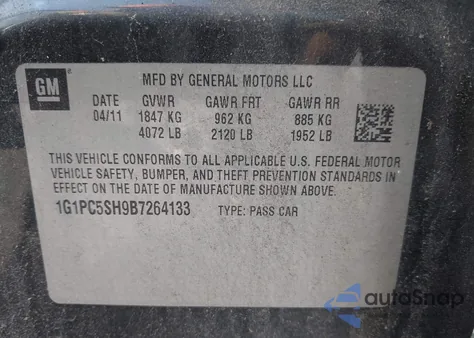 GM
MFD BY GENERAL MOTORS LLC
DATE GVWR GAWR FRT GAWR RR
04/11 1847 KG 962 KG 885 KG
4072 LB 2120 LB 1952 LB
THIS VEHICLE CONFORMS TO ALL APPLICABLE U.S. FEDERAL MOTOR
VEHICLE SAFETY, BUMPER, AND THEFT PREVENTION STANDARDS
IN EFFECT ON THE DATE OF MANUFACTURE SHOWN ABOVE.
1G1PC5SH9B7264133 TYPE: PASS CAR
autoSnap